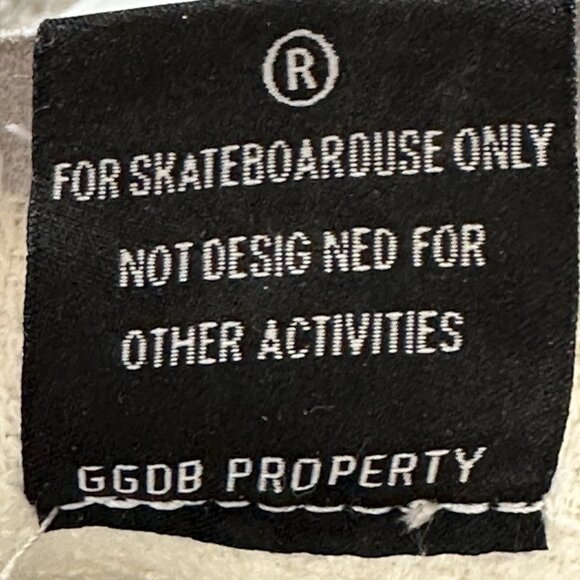 ®
FOR SKATEBOARDUSE ONLY
NOT DESIG NED FOR
OTHER ACTIVITIES
GGDB PROPERTY